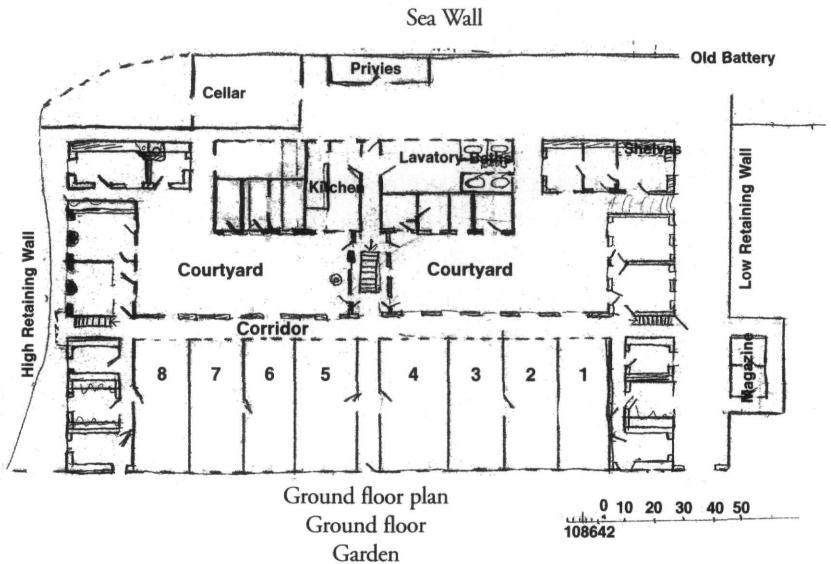 Sea Wall
Old Battery
Privies
Cellar
Lavatory Baths
Shelvas
Kitchen
High Retaining Wall
Low Retaining Wall
Courtyard
Courtyard
Corridor
8
7
6
5
4
3
2
1
Magazine
Ground floor plan
Ground floor
Garden
0 10 20 30 40 50
108642